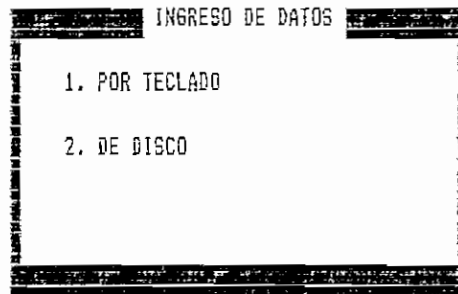 INGRESO DE DATOS
1. POR TECLADO
2. DE DISCO